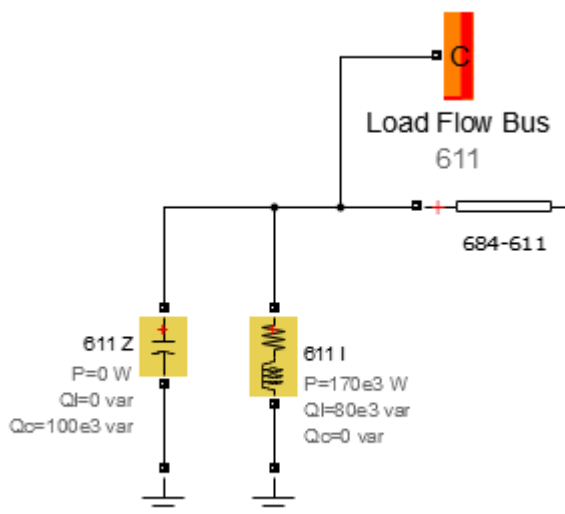 C
Load Flow Bus
611
684-611
611 Z
P=0 W
Ql=0 var
Qc=100e3 var
611 I
P=170e3 W
Ql=80e3 var
Qc=0 var